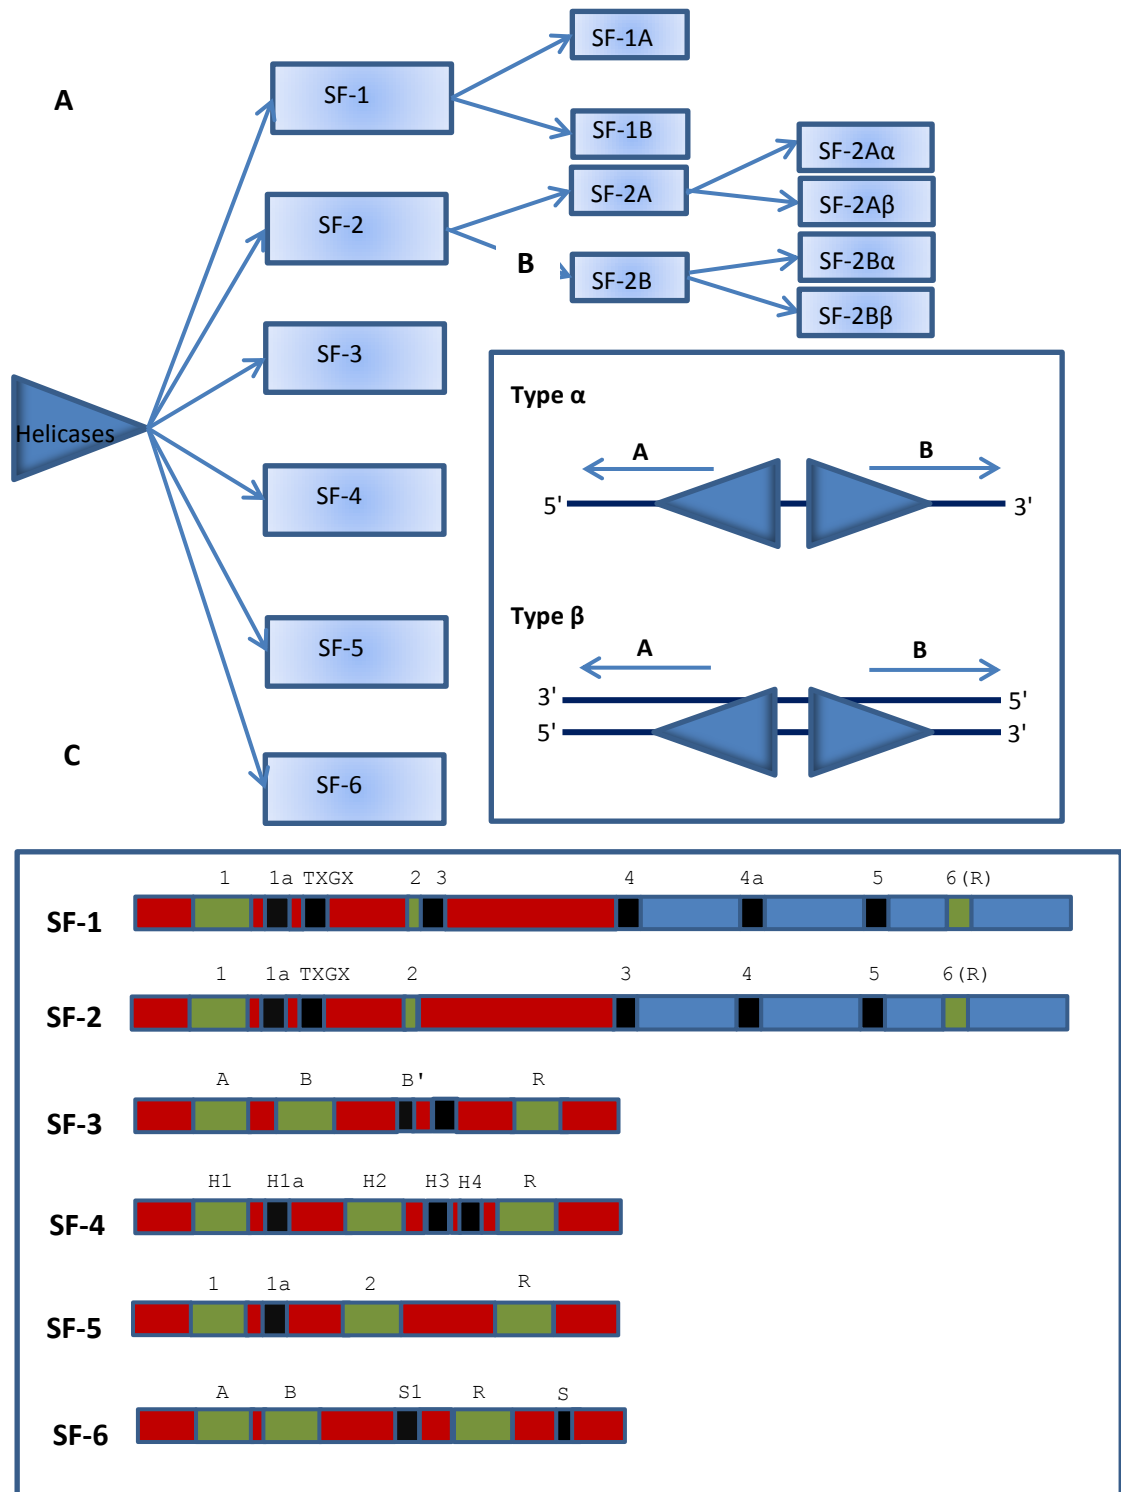 A
SF-1
SF-1A
SF-1B
SF-2
SF-2A
SF-2Aα
SF-2Aβ
B
SF-2B
SF-2Bα
SF-2Bβ
SF-3
Helicases
SF-4
SF-5
C
SF-6
Type α
A B
5' 3'
Type β
A B
3' 5'
5' 3'
1 1a TXGX 2 3 4 4a 5 6(R)
SF-1
1 1a TXGX 2 3 4 5 6(R)
SF-2
A B B' R
SF-3
H1 H1a H2 H3 H4 R
SF-4
1 1a 2 R
SF-5
A B S1 R S
SF-6